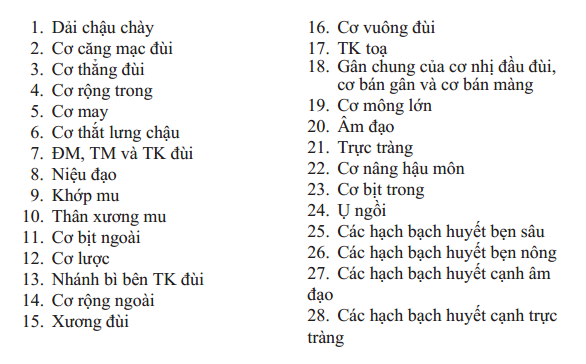 1. Dải chậu chày
2. Cơ căng mạc đùi
3. Cơ thẳng đùi
4. Cơ rộng trong
5. Cơ may
6. Cơ thắt lưng chậu
7. ĐM, TM và TK đùi
8. Niệu đạo
9. Khớp mu
10. Thân xương mu
11. Cơ bịt ngoài
12. Cơ lược
13. Nhánh bì bên TK đùi
14. Cơ rộng ngoài
15. Xương đùi
16. Cơ vuông đùi
17. TK toạ
18. Gân chung của cơ nhị đầu đùi,
cơ bán gân và cơ bán màng
19. Cơ mông lớn
20. Âm đạo
21. Trực tràng
22. Cơ nâng hậu môn
23. Cơ bịt trong
24. Ụ ngồi
25. Các hạch bạch huyết bẹn sâu
26. Các hạch bạch huyết bẹn nông
27. Các hạch bạch huyết cạnh âm
đạo
28. Các hạch bạch huyết cạnh trực
tràng